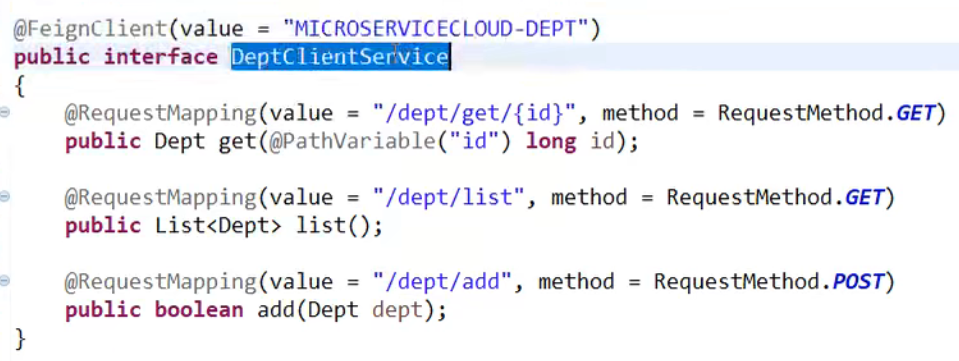 @FeignClient(value = "MICROSERVICECLOUD-DEPT")
public interface DeptClientService
{
@RequestMapping(value = "/dept/get/{id}", method = RequestMethod.GET)
public Dept get(@PathVariable("id") long id);
@RequestMapping(value = "/dept/list", method = RequestMethod.GET)
public List<Dept> list();
@RequestMapping(value = "/dept/add", method = RequestMethod.POST)
public boolean add(Dept dept);
}